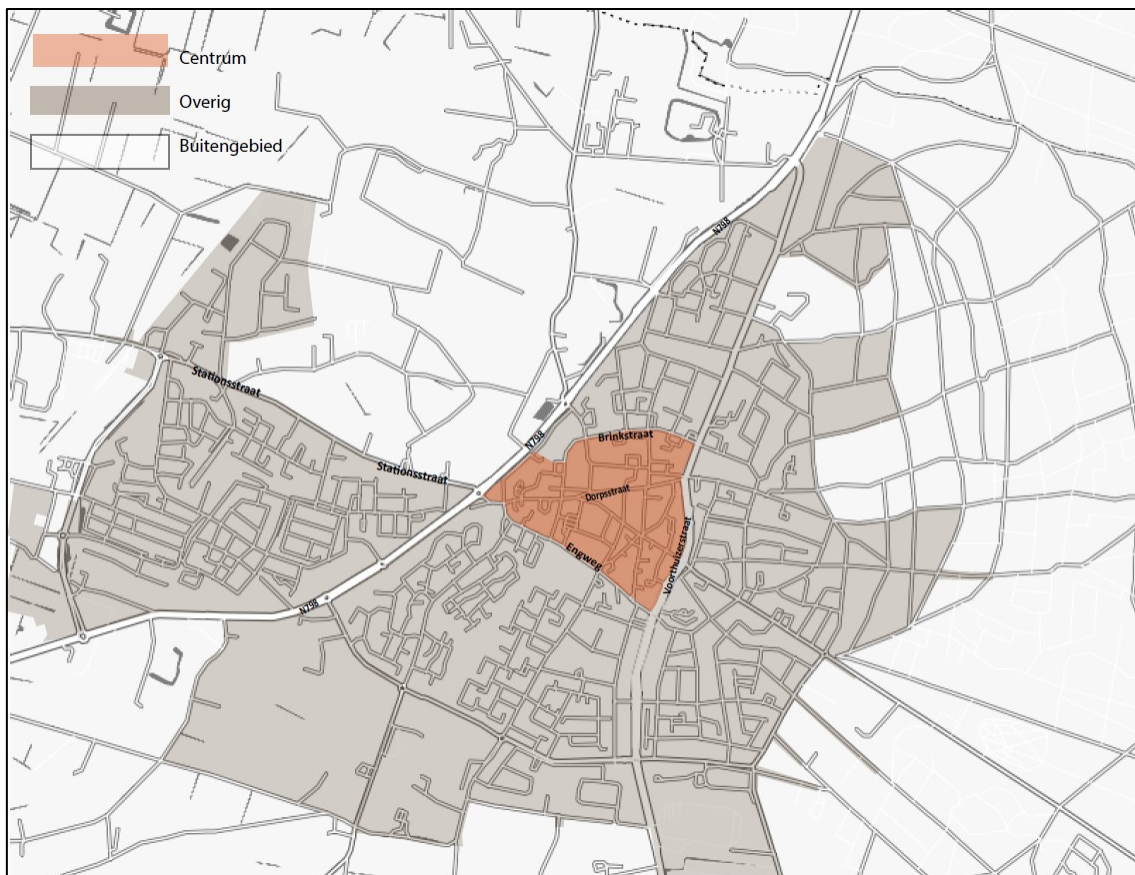 Centrum
Overig
Buitengebied
N798
Stationsstraat
N798
Brinkstraat
Stationsstraat
Dorpsstraat
Engweg
Voorthuizerstraat
N798